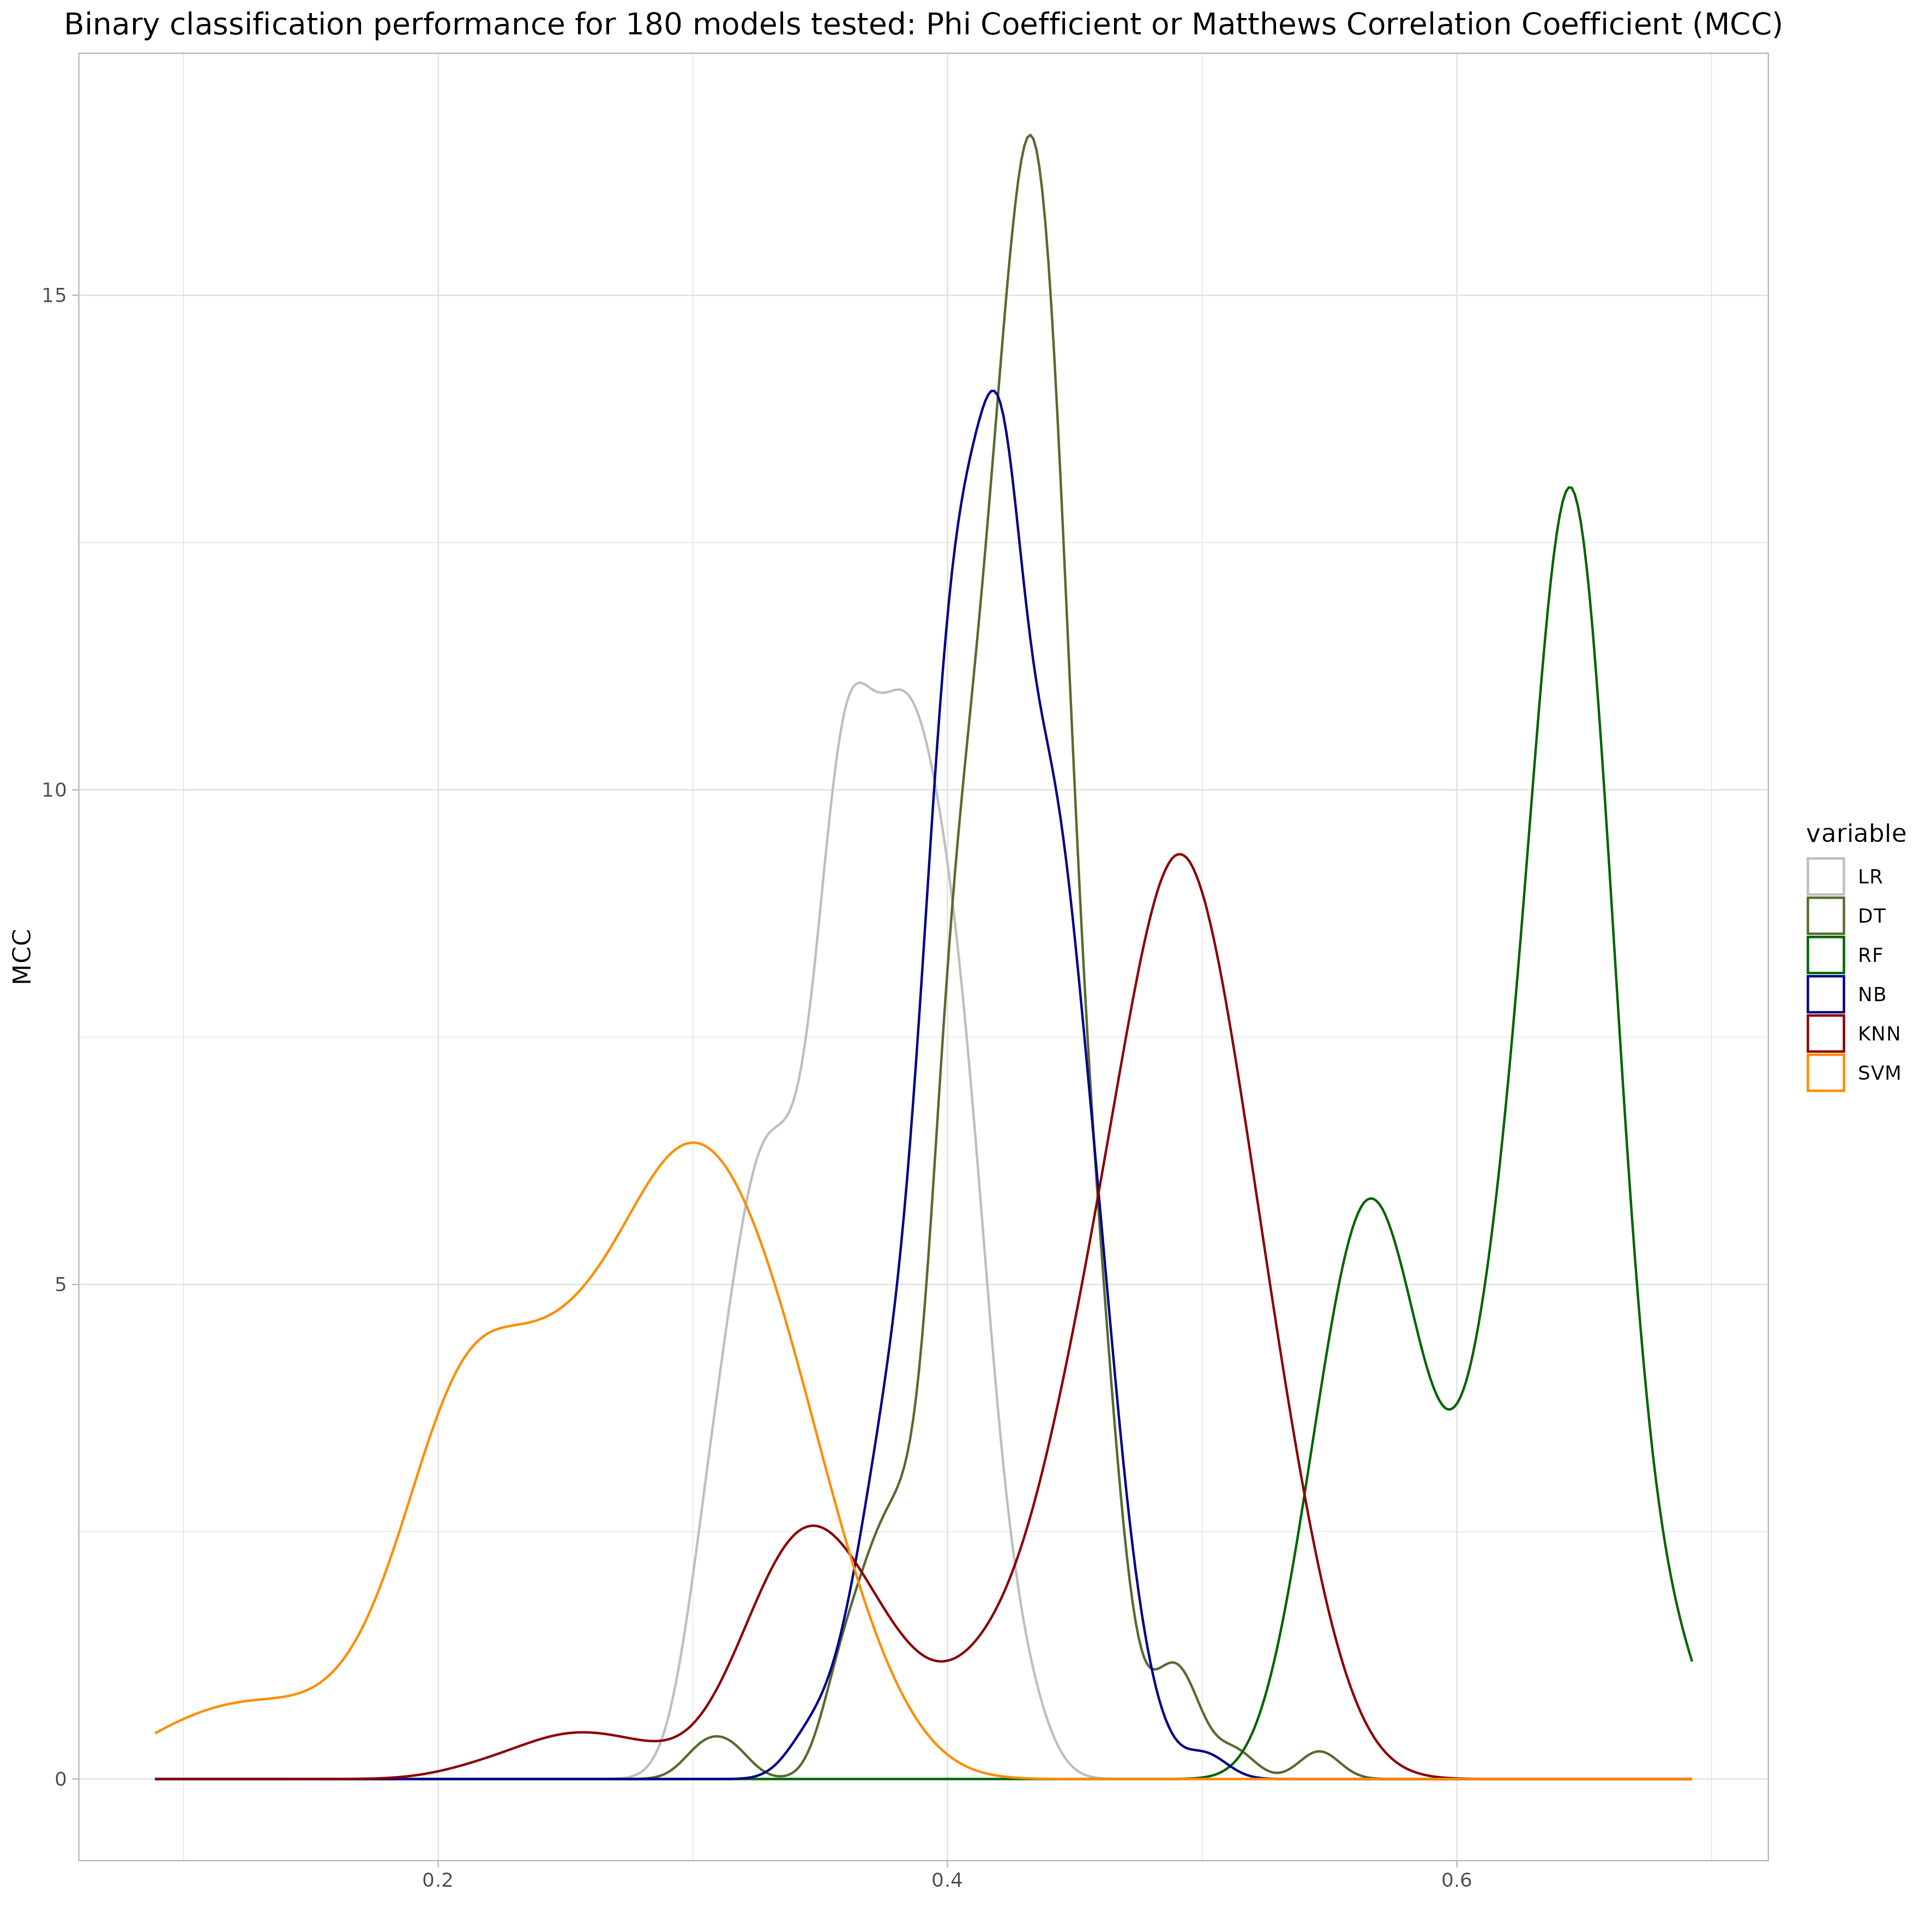 Binary classification performance for 180 models tested: Phi Coefficient or Matthews Correlation Coefficient (MCC)
15
10
5
0
MCC
0.2
0.4
0.6
variable
LR
DT
RF
NB
KNN
SVM